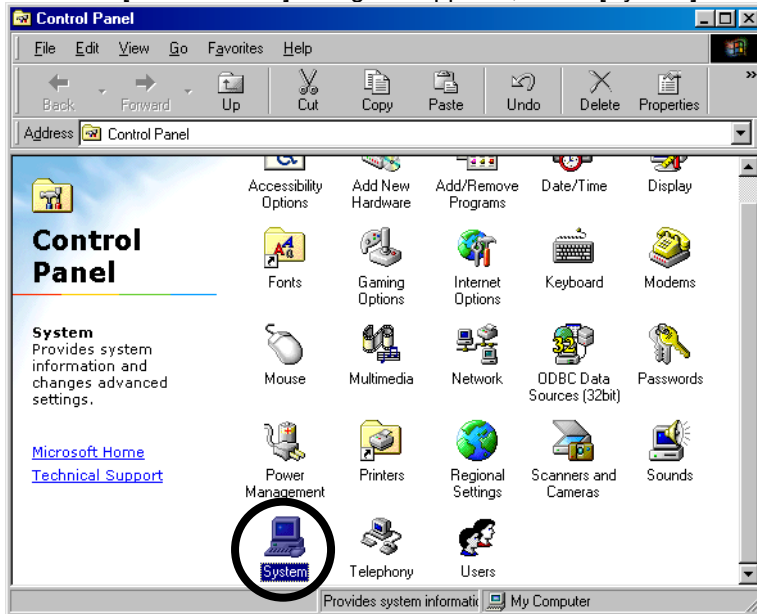 Control Panel
File Edit View Go Favorites Help
Back Forward Up Cut Copy Paste Undo Delete Properties »
Address Control Panel
Control
Panel
System
Provides system
information and
changes advanced
settings.
Microsoft Home
Technical Support
Accessibility
Options
Add New
Hardware
Add/Remove
Programs
Date/Time
Display
Fonts
Gaming
Options
Internet
Options
Keyboard
Modems
Mouse
Multimedia
Network
ODBC Data
Sources (32bit)
Passwords
Power
Management
Printers
Regional
Settings
Scanners and
Cameras
Sounds
System
Telephony
Users
Provides system informatic My Computer